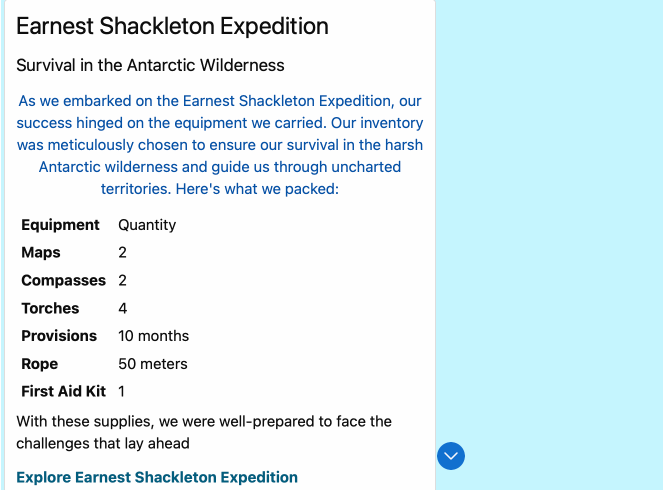 Earnest Shackleton Expedition
Survival in the Antarctic Wilderness
As we embarked on the Earnest Shackleton Expedition, our
success hinged on the equipment we carried. Our inventory
was meticulously chosen to ensure our survival in the harsh
Antarctic wilderness and guide us through uncharted
territories. Here's what we packed:
Equipment Quantity
Maps 2
Compasses 2
Torches 4
Provisions 10 months
Rope 50 meters
First Aid Kit 1
With these supplies, we were well-prepared to face the
challenges that lay ahead
Explore Earnest Shackleton Expedition